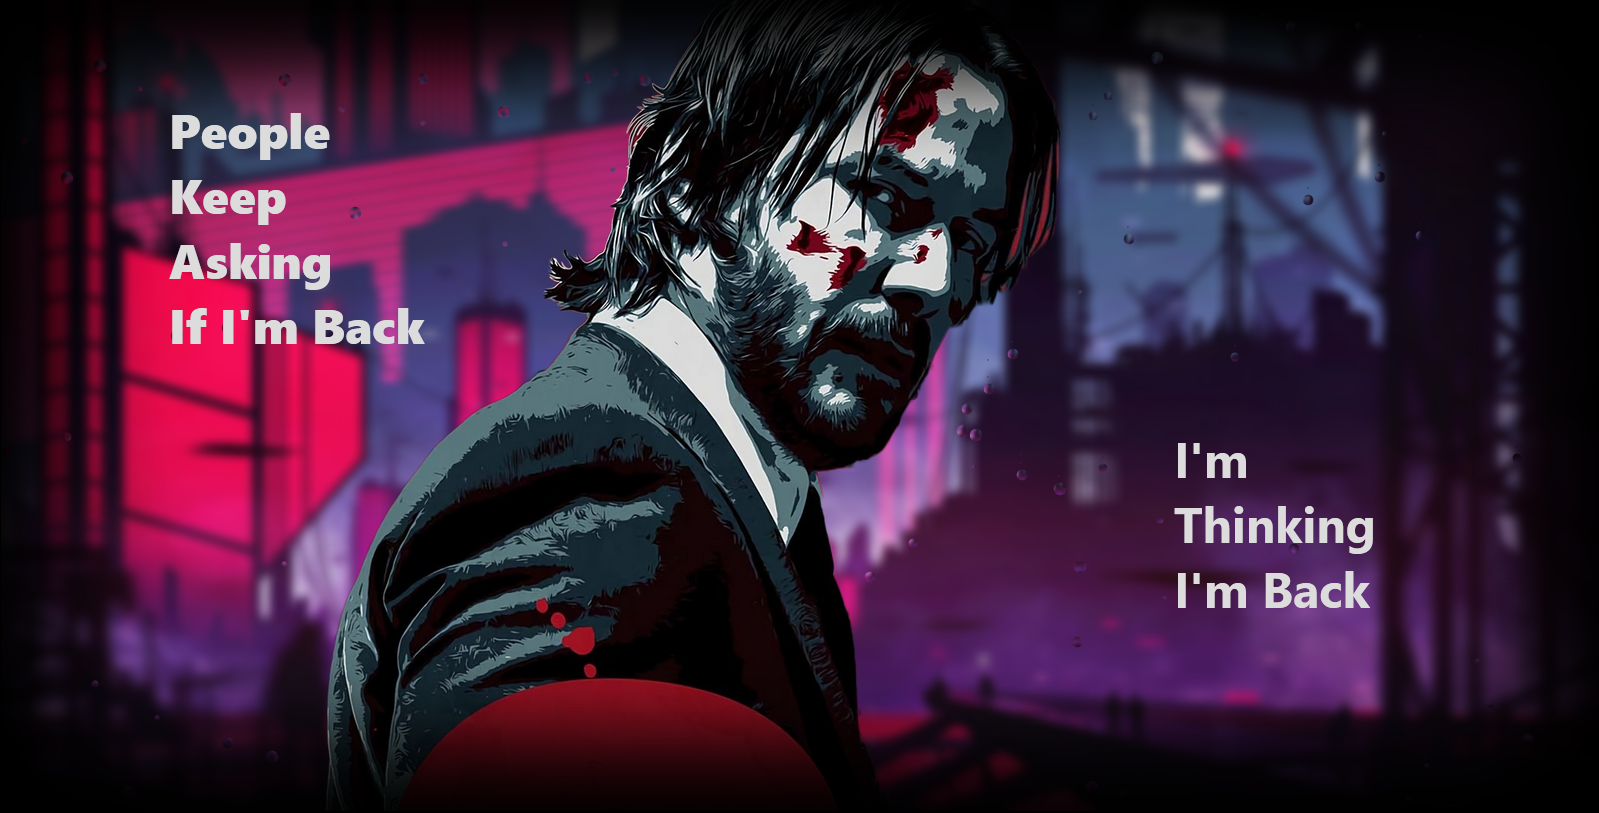 People
Keep
Asking
If I'm Back
I'm
Thinking
I'm Back